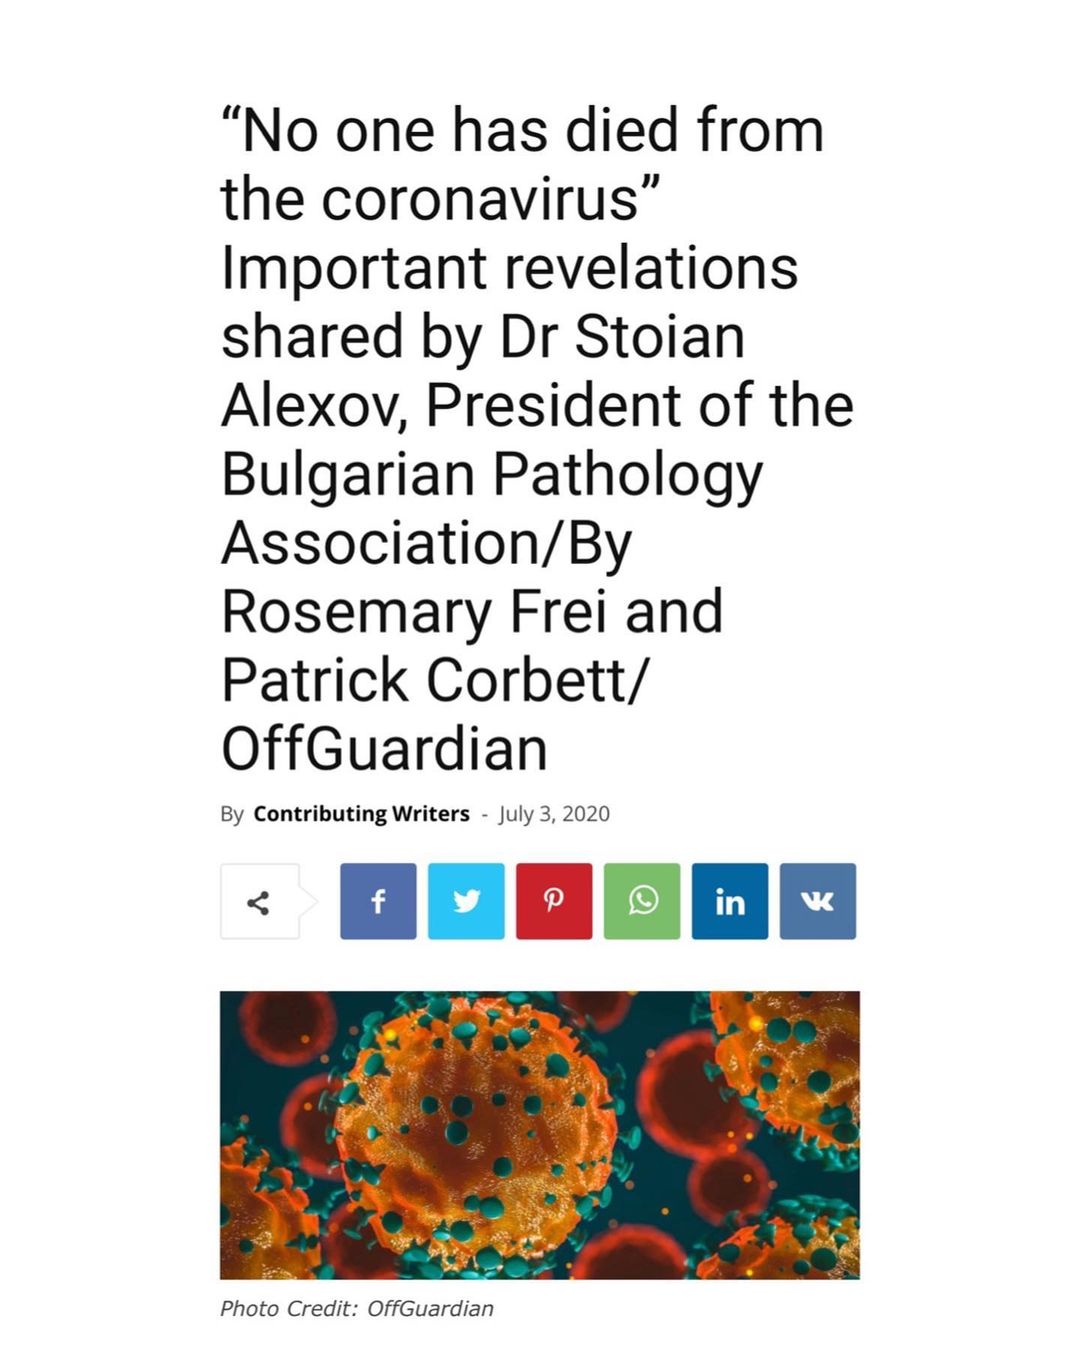 “No one has died from
the coronavirus”
Important revelations
shared by Dr Stoian
Alexov, President of the
Bulgarian Pathology
Association/By
Rosemary Frei and
Patrick Corbett/
OffGuardian
By Contributing Writers - July 3, 2020
f in
Photo Credit: OffGuardian